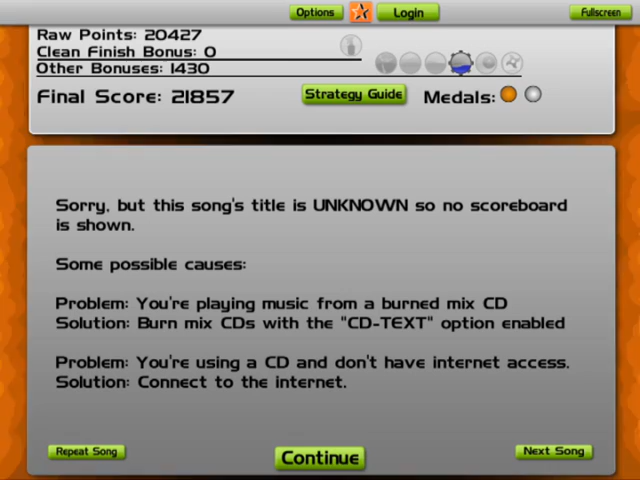 Options
Login
Fullscreen
Raw Points: 20427
Clean Finish Bonus: 0
Other Bonuses: 1430
Final Score: 21857
Strategy Guide
Medals:
Sorry, but this song's title is UNKNOWN so no scoreboard
is shown.
Some possible causes:
Problem: You're playing music from a burned mix CD
Solution: Burn mix CDs with the "CD-TEXT" option enabled
Problem: You're using a CD and don't have internet access.
Solution: Connect to the internet.
Repeat Song
Continue
Next Song